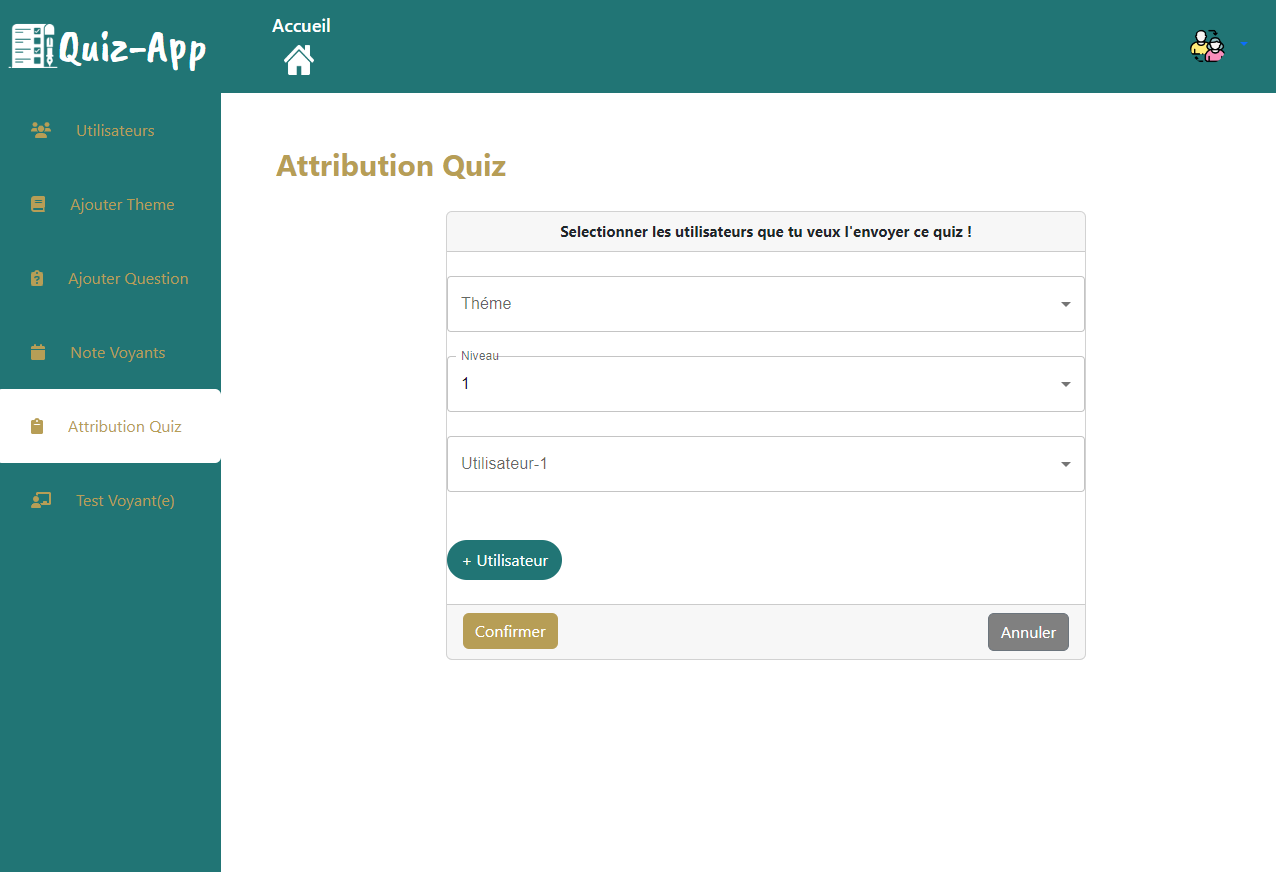 Quiz-App
Accueil
Utilisateurs
Ajouter Theme
Ajouter Question
Note Voyants
Attribution Quiz
Test Voyant(e)
Attribution Quiz
Selectionner les utilisateurs que tu veux l'envoyer ce quiz !
Théme
Niveau
1
Utilisateur-1
+ Utilisateur
Confirmer
Annuler